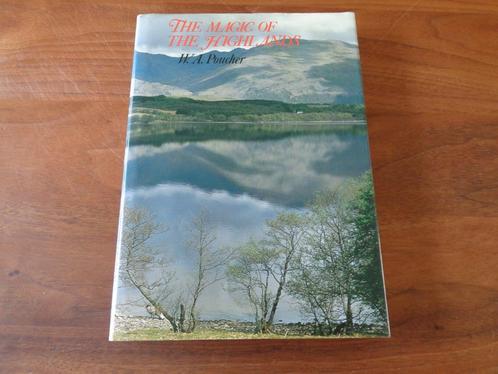 THE MAGIC OF
THE HIGHLANDS
W. A. Poucher